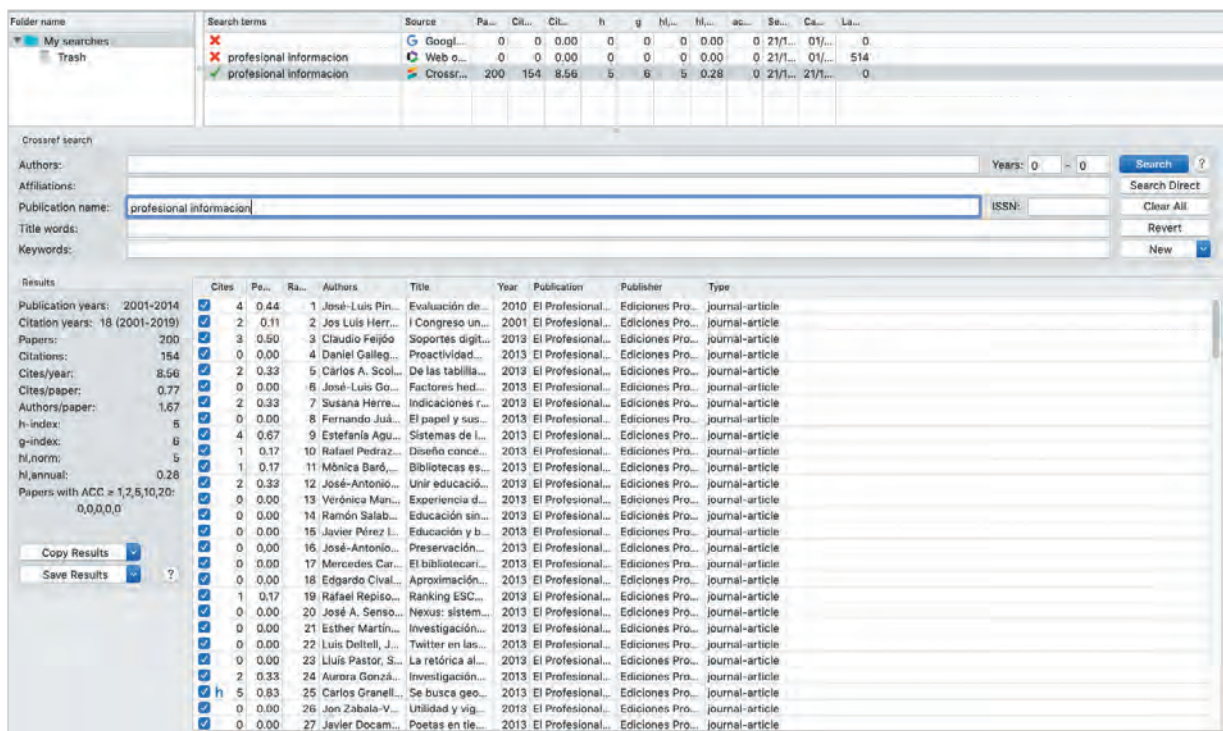 Folder name Search terms Source Pa... Cit... Cit... h g hI,... hI,... ac... Se... Ca... La...
My searches Googl... 0 0 0.00 0 0 0 0.00 0 21/1... 01/... 0
Trash profesional informacion Web o... 0 0 0.00 0 0 0 0.00 0 21/1... 01/... 514
profesional informacion Crossr... 200 154 8.56 5 6 5 0.28 0 21/1... 21/1... 0
Crossref search
Authors: Years: 0 - 0 Search ?
Affiliations: Search Direct
Publication name: profesional informacion ISSN: Clear All
Title words: Revert
Keywords: New
Results
Cites Pe... Ra... Authors Title Year Publication Publisher Type
Publication years: 2001-2014
Citation years: 18 (2001-2019)
Papers: 200
Citations: 154
Cites/year: 8.56
Cites/paper: 0.77
Authors/paper: 1.67
h-index: 5
g-index: 6
hI,norm: 5
hI,annual: 0.28
Papers with ACC ≥ 1,2,5,10,20:
0,0,0,0,0
Copy Results
Save Results ?
4 0.44 1 José-Luis Pin... Evaluación de... 2010 El Profesional... Ediciones Pro... journal-article
2 0.11 2 Jos Luis Herr... I Congreso un... 2001 El Profesional... Ediciones Pro... journal-article
3 0.50 3 Claudio Feijóo Soportes digit... 2013 El Profesional... Ediciones Pro... journal-article
0 0.00 4 Daniel Galleg... Proactividad... 2013 El Profesional... Ediciones Pro... journal-article
2 0.33 5 Carlos A. Scol... De las tablilla... 2013 El Profesional... Ediciones Pro... journal-article
0 0.00 6 José-Luis Go... Factores hed... 2013 El Profesional... Ediciones Pro... journal-article
2 0.33 7 Susana Herre... Indicaciones r... 2013 El Profesional... Ediciones Pro... journal-article
0 0.00 8 Fernando Juá... El papel y sus... 2013 El Profesional... Ediciones Pro... journal-article
4 0.67 9 Estefanía Agu... Sistemas de i... 2013 El Profesional... Ediciones Pro... journal-article
1 0.17 10 Rafael Pedraz... Diseño conce... 2013 El Profesional... Ediciones Pro... journal-article
1 0.17 11 Mònica Baró,... Bibliotecas es... 2013 El Profesional... Ediciones Pro... journal-article
2 0.33 12 José-Antonio... Unir educació... 2013 El Profesional... Ediciones Pro... journal-article
0 0.00 13 Verónica Man... Experiencia d... 2013 El Profesional... Ediciones Pro... journal-article
0 0.00 14 Ramón Salab... Educación sin... 2013 El Profesional... Ediciones Pro... journal-article
0 0.00 15 Javier Pérez I... Educación y b... 2013 El Profesional... Ediciones Pro... journal-article
0 0.00 16 José-Antonio... Preservación... 2013 El Profesional... Ediciones Pro... journal-article
0 0.00 17 Mercedes Car... El bibliotecari... 2013 El Profesional... Ediciones Pro... journal-article
0 0.00 18 Edgardo Cival... Aproximación... 2013 El Profesional... Ediciones Pro... journal-article
1 0.17 19 Rafael Repiso... Ranking ESC... 2013 El Profesional... Ediciones Pro... journal-article
0 0.00 20 José A. Senso... Nexus: sistem... 2013 El Profesional... Ediciones Pro... journal-article
0 0.00 21 Esther Martín... Investigación... 2013 El Profesional... Ediciones Pro... journal-article
0 0.00 22 Luis Deltell, J... Twitter en las... 2013 El Profesional... Ediciones Pro... journal-article
0 0.00 23 Lluís Pastor, S... La retórica al... 2013 El Profesional... Ediciones Pro... journal-article
2 0.33 24 Aurora Gonzá... Investigación... 2013 El Profesional... Ediciones Pro... journal-article
h 5 0.83 25 Carlos Granell... Se busca geo... 2013 El Profesional... Ediciones Pro... journal-article
0 0.00 26 Jon Zabala-V... Utilidad y vig... 2013 El Profesional... Ediciones Pro... journal-article
0 0.00 27 Javier Docam... Poetas en tie... 2013 El Profesional... Ediciones Pro... journal-article